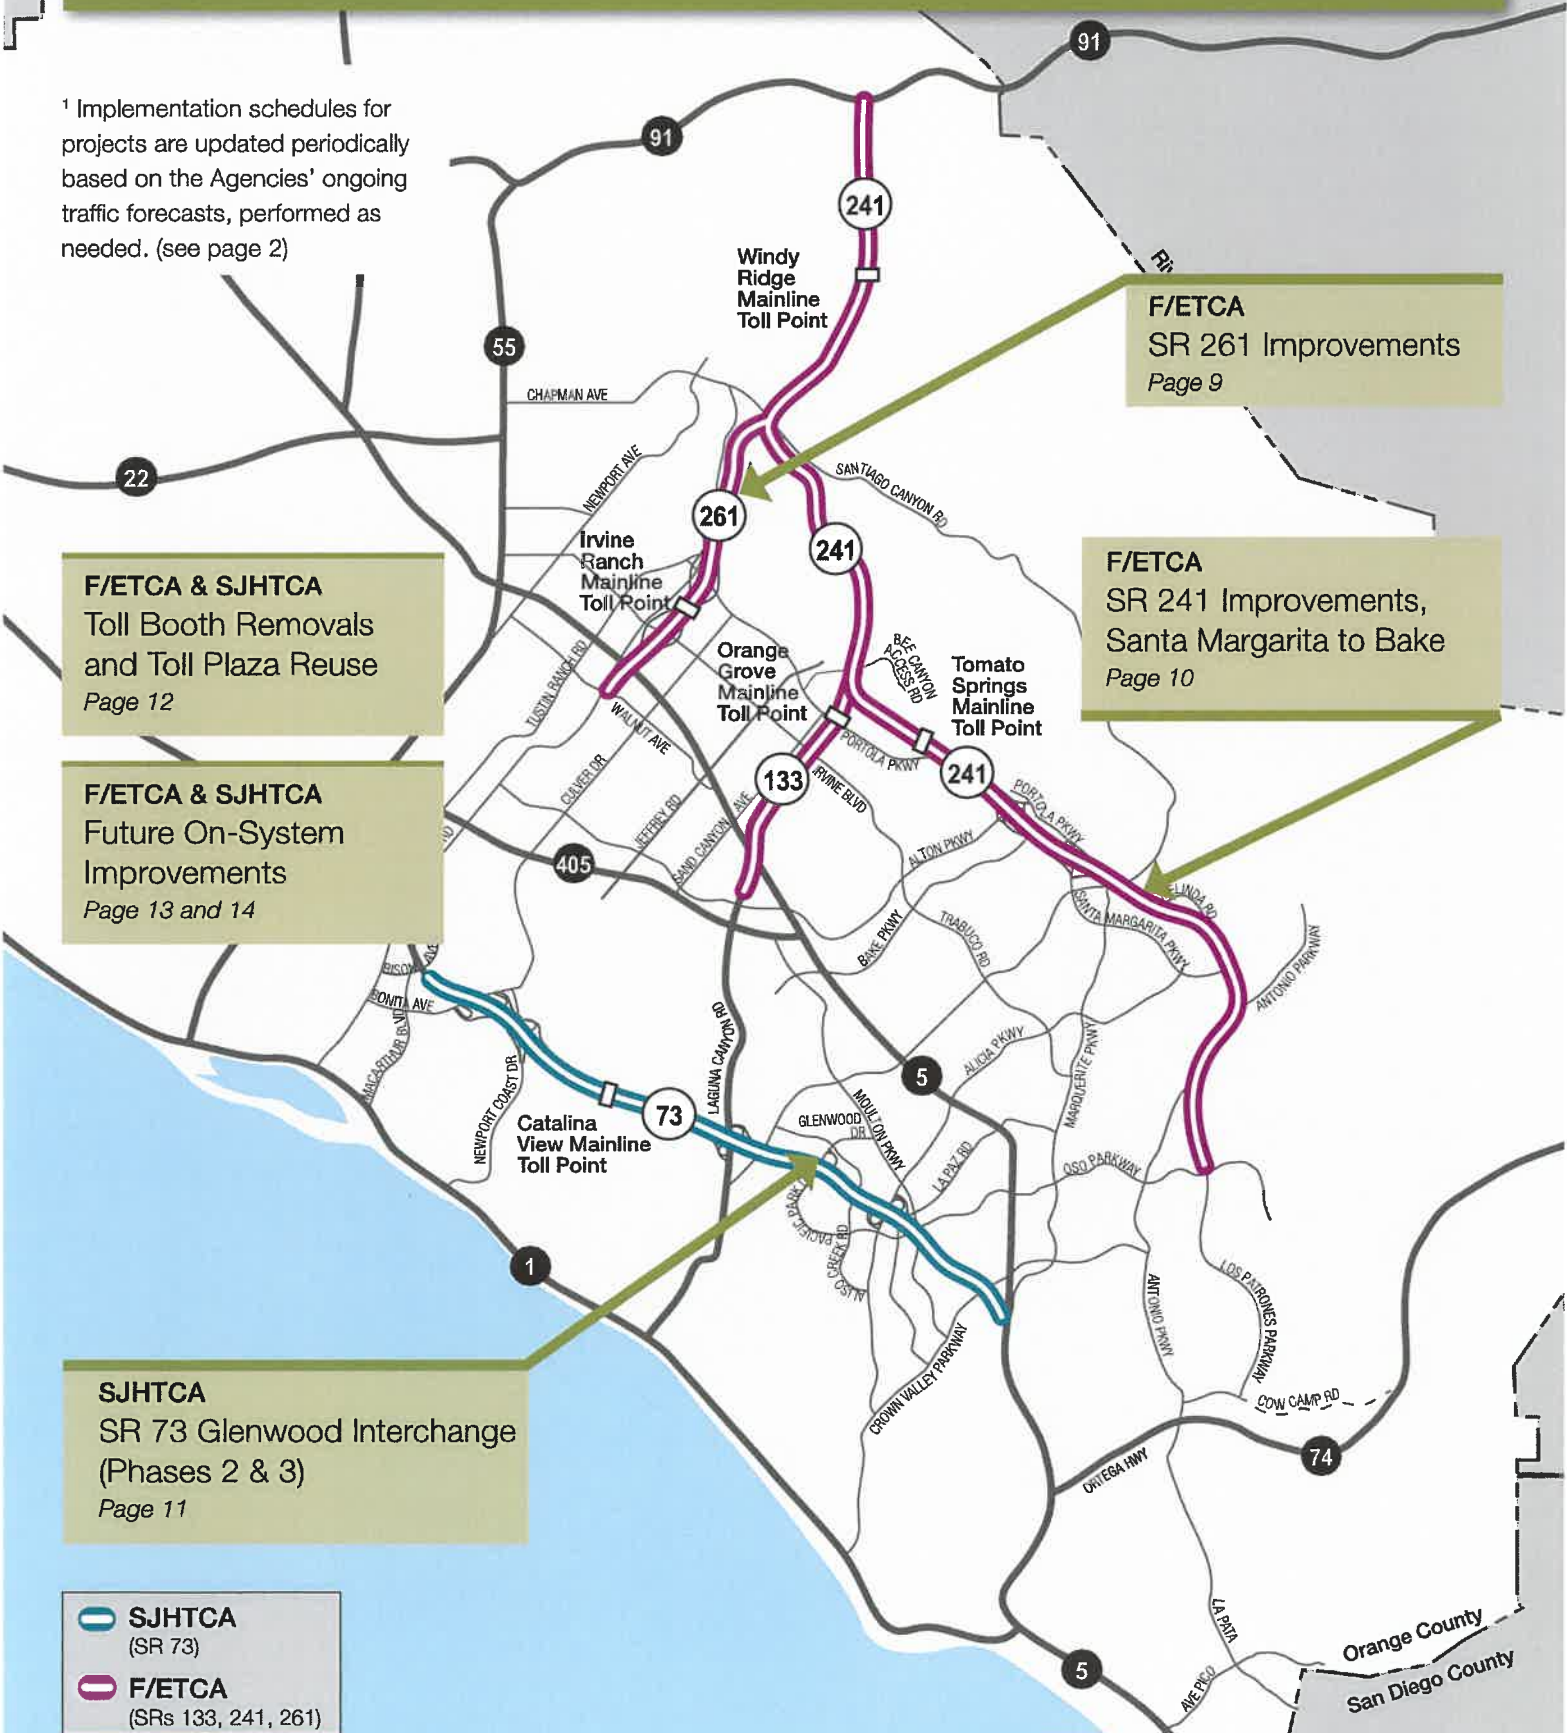 91
¹ Implementation schedules for
projects are updated periodically
based on the Agencies’ ongoing
traffic forecasts, performed as
needed. (see page 2)
91
241
Windy
Ridge
Mainline
Toll Point
F/ETCA
SR 261 Improvements
Page 9
55
CHAPMAN AVE
22
NEWPORT AVE
SANTIAGO CANYON RD
261
241
Irvine
Ranch
Mainline
Toll Point
F/ETCA & SJHTCA
Toll Booth Removals
and Toll Plaza Reuse
Page 12
F/ETCA
SR 241 Improvements,
Santa Margarita to Bake
Page 10
TUSTIN RANCH RD
WALNUT AVE
Orange
Grove
Mainline
Toll Point
BEE CANYON
ACCESS RD
Tomato
Springs
Mainline
Toll Point
PORTOLA PKWY
241
133
IRVINE BLVD
PORTOLA PKWY
F/ETCA & SJHTCA
Future On-System
Improvements
Page 13 and 14
CULVER DR
JEFFREY RD
SAND CANYON AVE
405
ALTON PKWY
BAKE PKWY
TRABUCO RD
SANTA MARGARITA PKWY
ANTONIO PARKWAY
BISON AVE
BONITA AVE
MACARTHUR BLVD
NEWPORT COAST DR
LAGUNA CANYON RD
5
ALICIA PKWY
MARGUERITE PKWY
Catalina
View Mainline
Toll Point
73
GLENWOOD
DR
MOULTON PKWY
LA PAZ RD
OSO PARKWAY
PACIFIC PARK
ALISO CREEK RD
1
LOS PATRONES PARKWAY
ANTONIO PKWY
CROWN VALLEY PARKWAY
COW CAMP RD
SJHTCA
SR 73 Glenwood Interchange
(Phases 2 & 3)
Page 11
74
ORTEGA HWY
LA PATA
AVE PICO
5
Orange County
San Diego County
SJHTCA
(SR 73)
F/ETCA
(SRs 133, 241, 261)